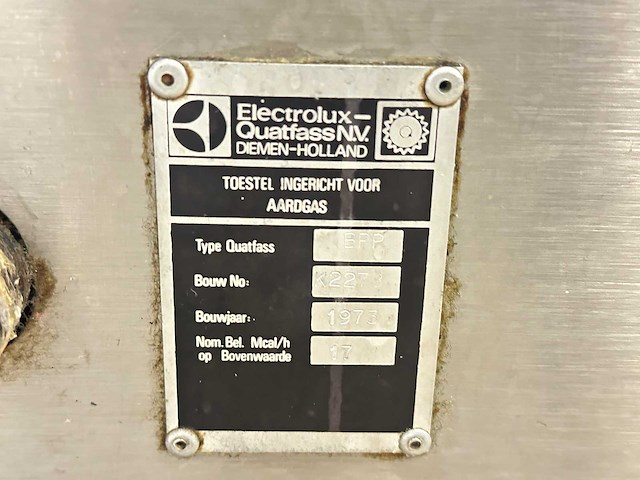 Electrolux-
Quatfass N.V.
DIEMEN-HOLLAND
Q
TOESTEL INGERICHT VOOR
AARDGAS
Type Quatfass
Bouw No:
Bouwjaar: 1973
Nom. Bel. Mcal/h
op Bovenwaarde 17